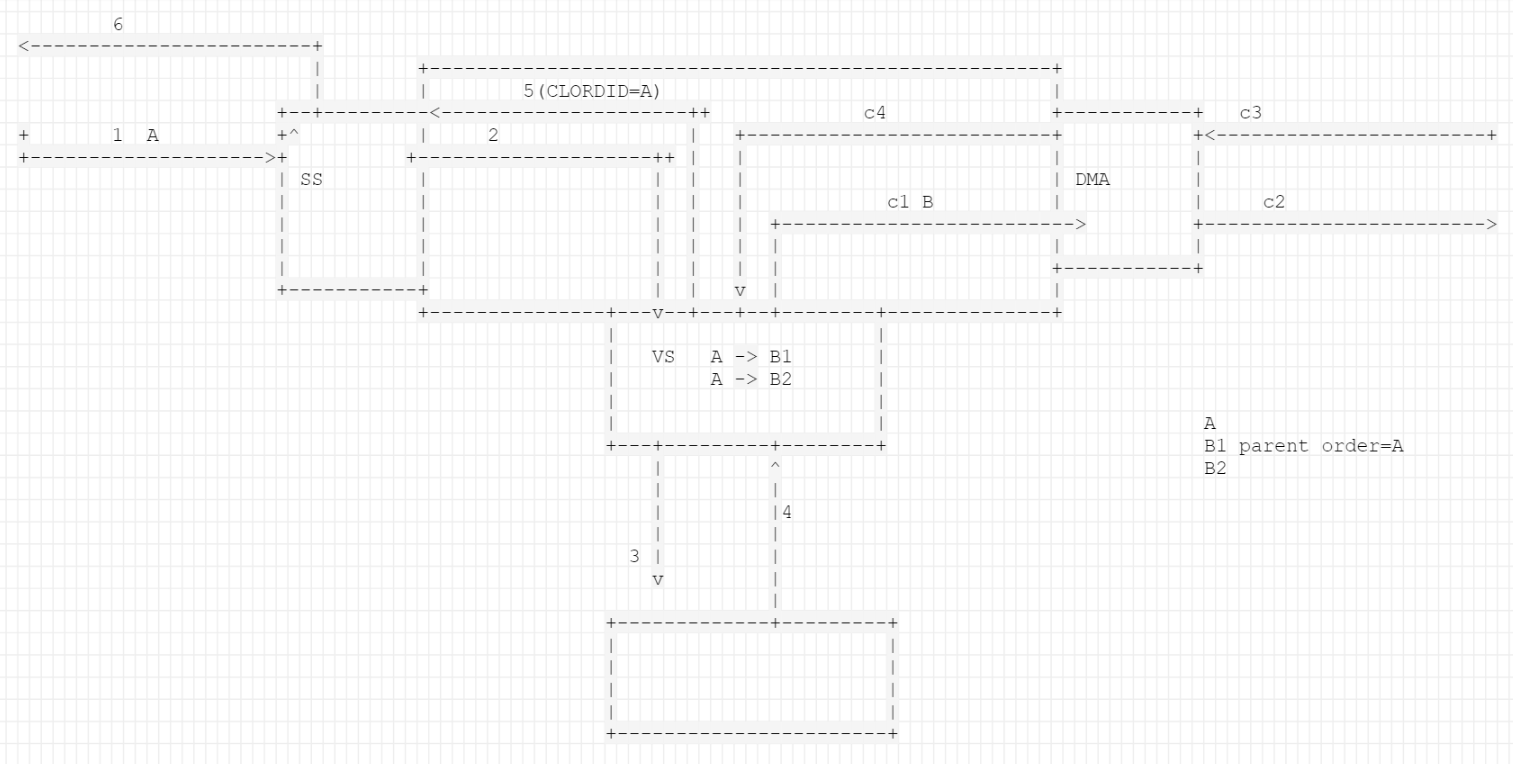 6
5(CLORDID=A)
c4
c3
1 A
2
SS
DMA
c1 B
c2
VS A -> B1
A -> B2
A
B1 parent order=A
B2
4
3